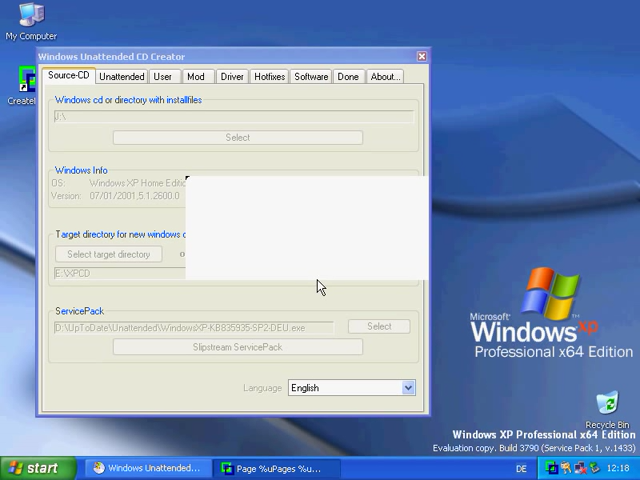 My Computer
Windows Unattended CD Creator
Source-CD Unattended User Mod Driver Hotfixes Software Done About...
Windows cd or directory with installfiles
J:\
Select
Windows Info
OS: Windows XP Home Editic
Version: 07/01/2001,5.1,2600.0
Target directory for new windows c
Select target directory o
E:\XPCD
ServicePack
D:\UpToDate\Unattended\WindowsXP-KB835935-SP2-DEU.exe Select
Slipstream ServicePack
Language: English
Microsoft
Windows xp
Professional x64 Edition
Recycle Bin
Windows XP Professional x64 Edition
Evaluation copy. Build 3790 (Service Pack 1, v.1433)
start Windows Unattended... Page %uPages %u... DE 12:18